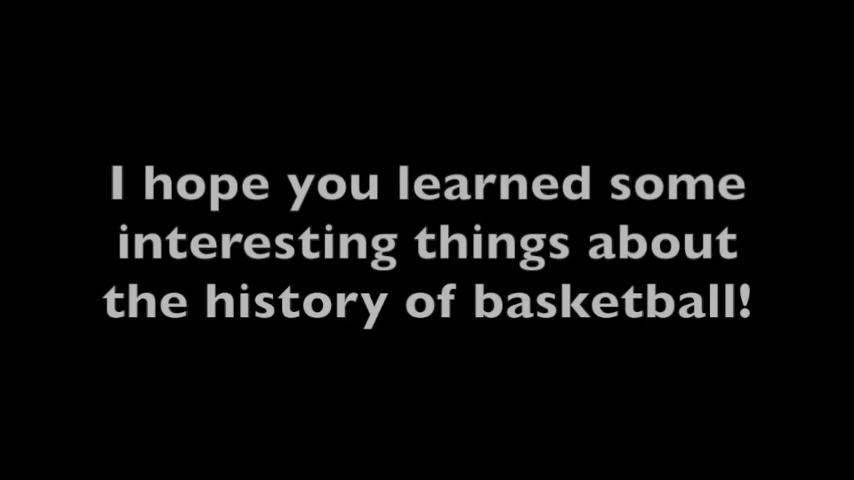 I hope you learned some
interesting things about
the history of basketball!